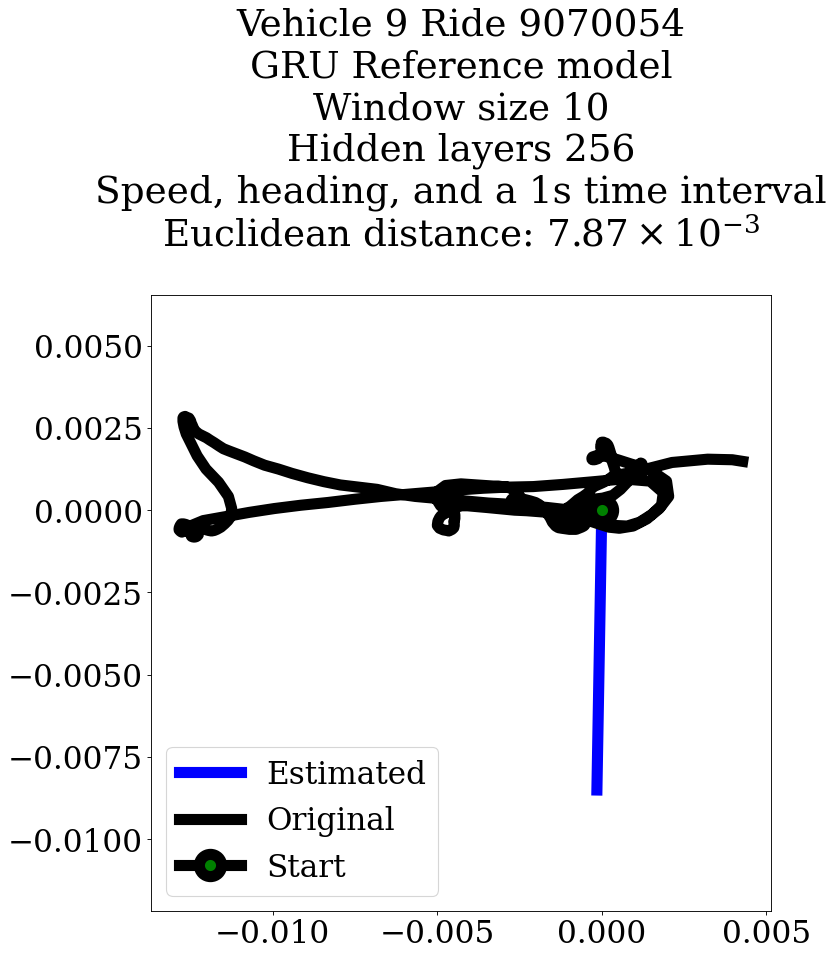 Vehicle 9 Ride 9070054
GRU Reference model
Window size 10
Hidden layers 256
Speed, heading, and a 1s time interval
Euclidean distance: 7.87 × 10⁻³
0.0050
0.0025
0.0000
−0.0025
−0.0050
−0.0075
−0.0100
Estimated
Original
Start
−0.010
−0.005
0.000
0.005